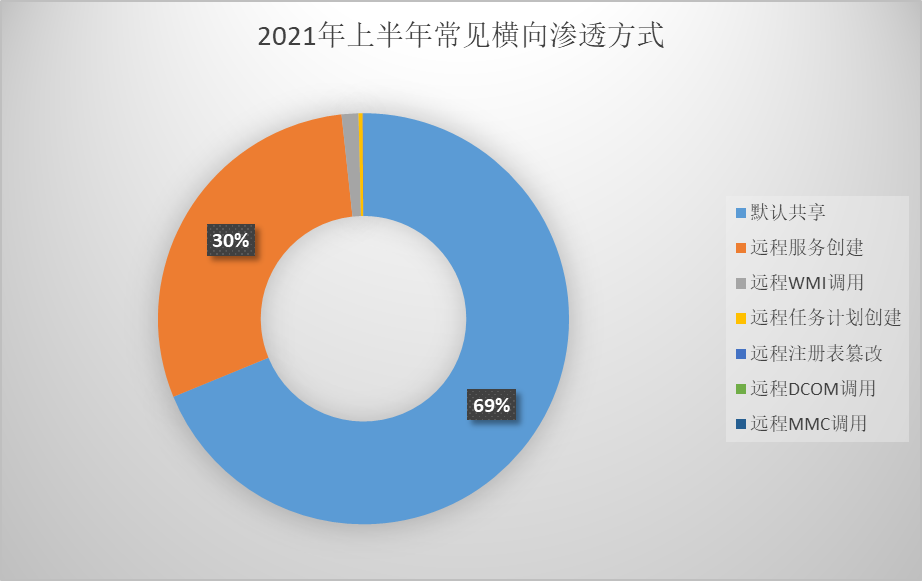 2021年上半年常见横向渗透方式
30%
69%
默认共享
远程服务创建
远程WMI调用
远程任务计划创建
远程注册表篡改
远程DCOM调用
远程MMC调用